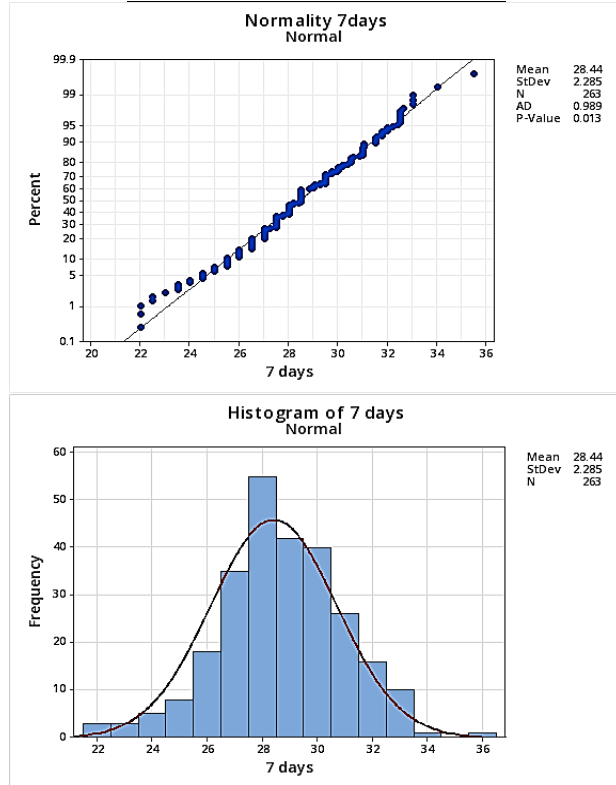 Normality 7days
Normal
99.9
99
95
90
80
70
60
50
40
30
20
10
5
1
0.1
Percent
20 22 24 26 28 30 32 34 36
7 days
Mean 28.44
StDev 2.285
N 263
AD 0.989
P-Value 0.013
Histogram of 7 days
Normal
60
50
40
30
20
10
0
Frequency
22 24 26 28 30 32 34 36
7 days
Mean 28.44
StDev 2.285
N 263